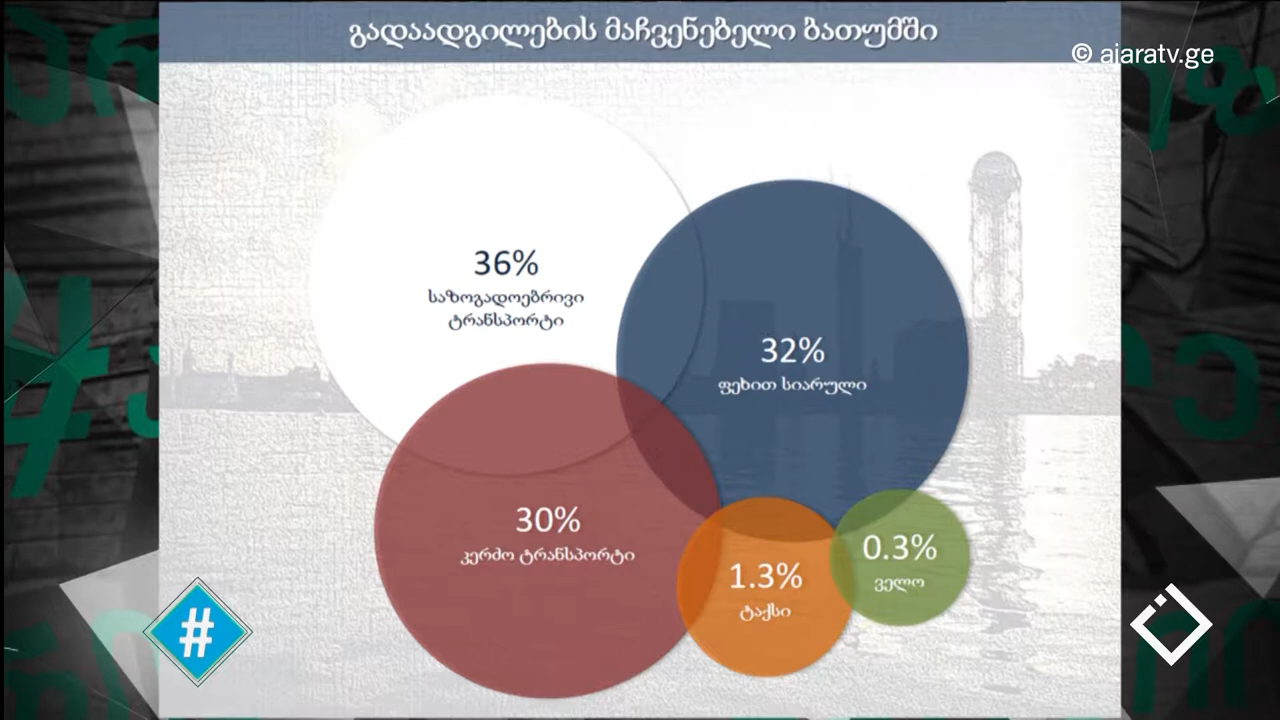 გადაადგილების მაჩვენებელი ბათუმში
© ajaratv.ge
36%
საზოგადოებრივი
ტრანსპორტი
32%
ფეხით სიარული
30%
კერძო ტრანსპორტი
1.3%
ტაქსი
0.3%
ველო
#